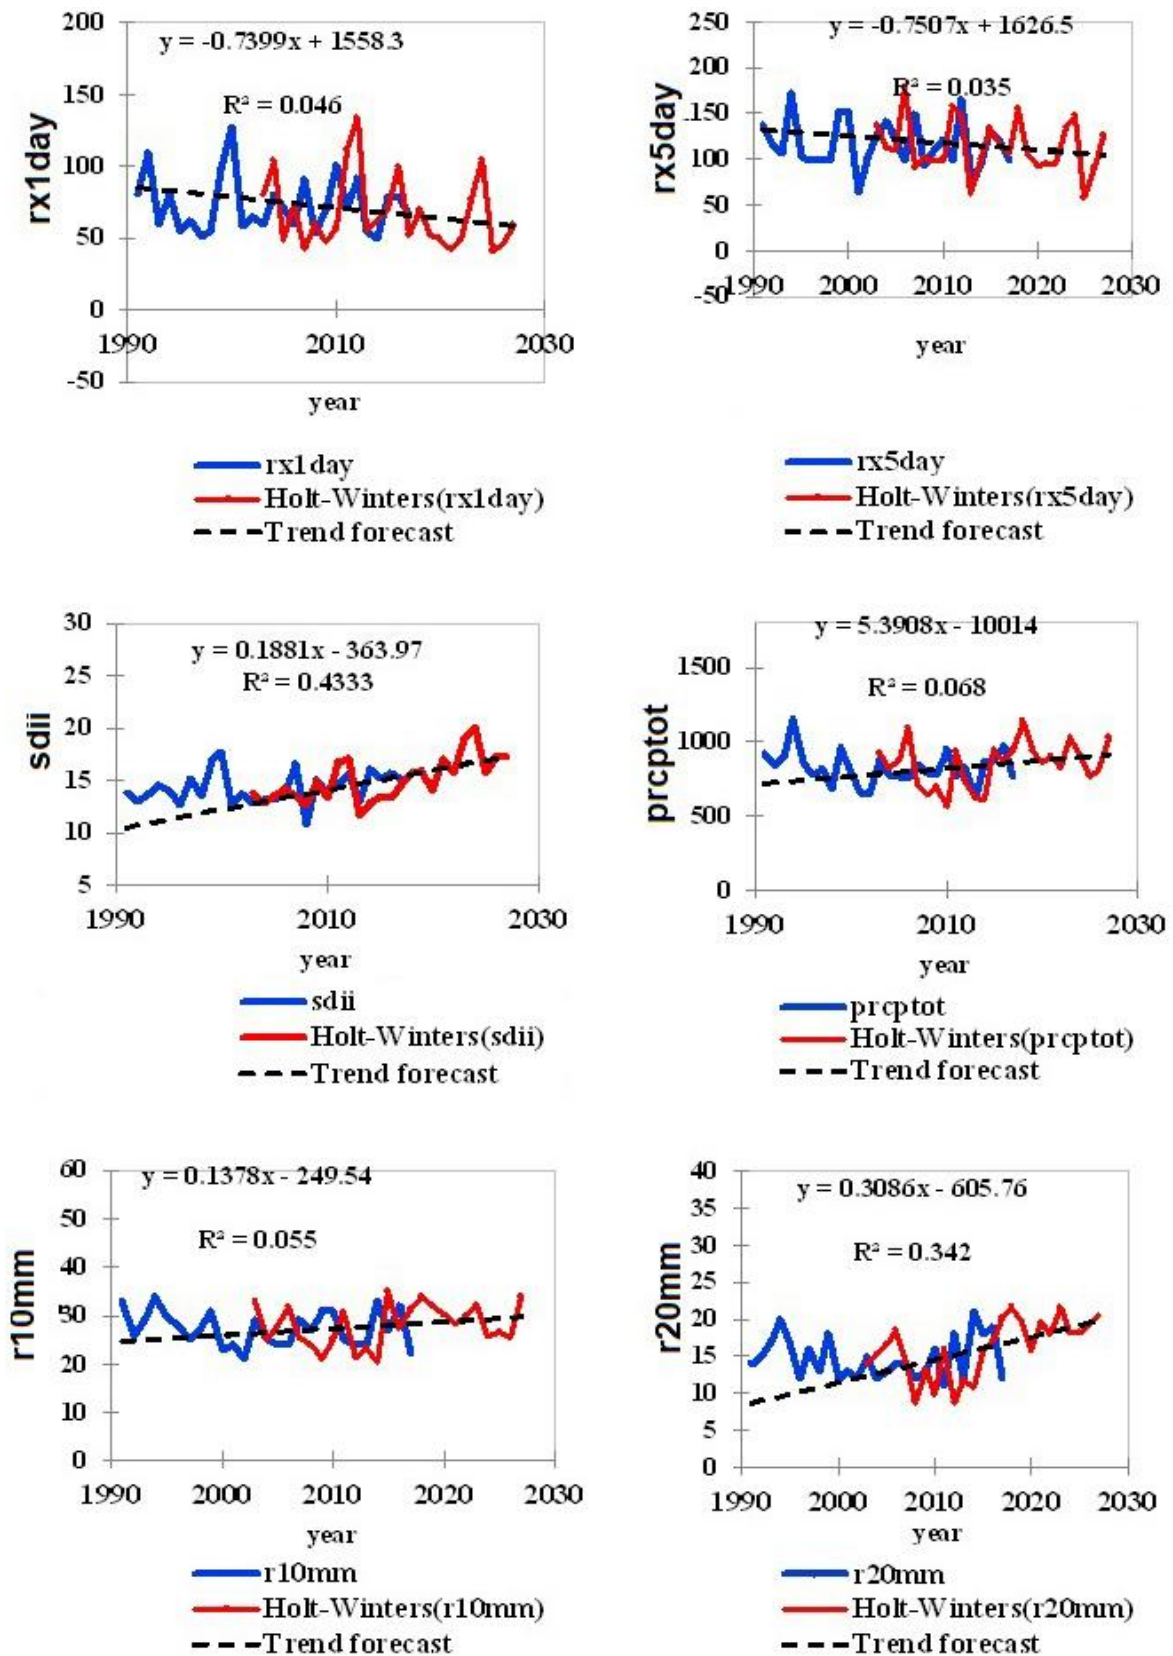 200
150
100
50
0
-50
rx1day
y = -0.7399x + 1558.3
R² = 0.046
1990
2010
2030
year
rx1day
Holt-Winters(rx1day)
Trend forecast
250
200
150
100
50
0
-50
rx5day
y = -0.7507x + 1626.5
R² = 0.035
1990
2000
2010
2020
2030
year
rx5day
Holt-Winters(rx5day)
Trend forecast
30
25
20
15
10
5
sdii
y = 0.1881x - 363.97
R² = 0.4333
1990
2010
2030
year
sdii
Holt-Winters(sdii)
Trend forecast
1500
1000
500
0
prcptot
y = 5.3908x - 10014
R² = 0.068
1990
2010
2030
year
prcptot
Holt-Winters(prcptot)
Trend forecast
60
50
40
30
20
10
0
r10mm
y = 0.1378x - 249.54
R² = 0.055
1990
2000
2010
2020
2030
year
r10mm
Holt-Winters(r10mm)
Trend forecast
40
35
30
25
20
15
10
5
0
r20mm
y = 0.3086x - 605.76
R² = 0.342
1990
2000
2010
2020
2030
year
r20mm
Holt-Winters(r20mm)
Trend forecast